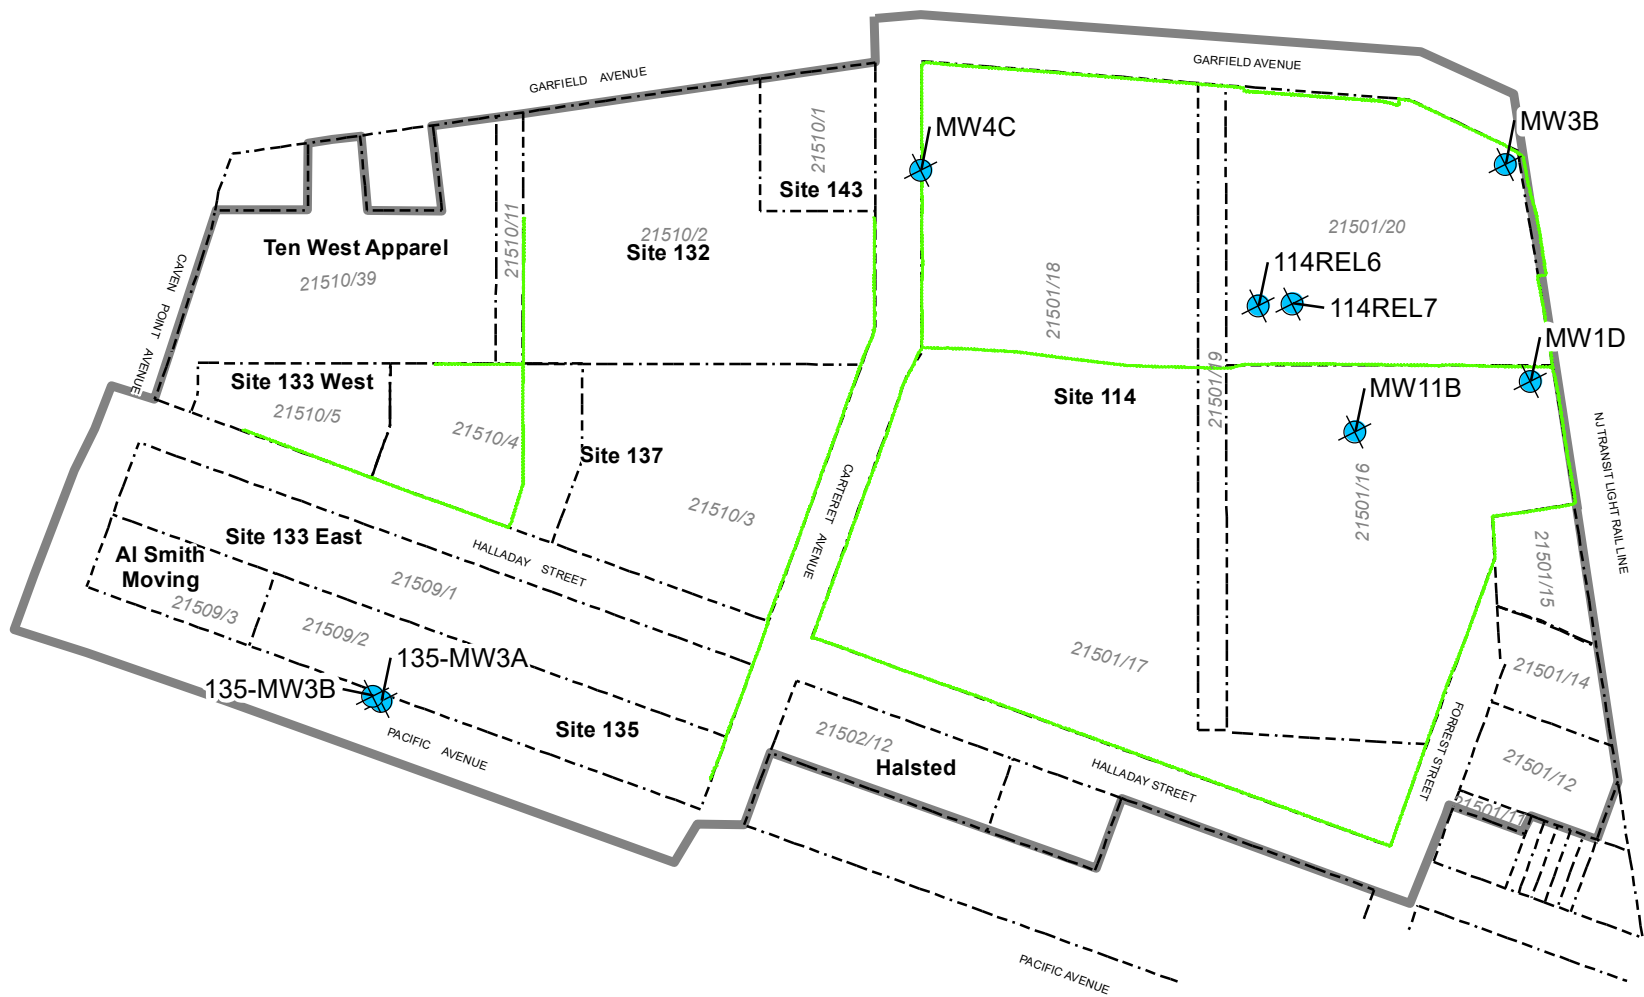 GARFIELD AVENUE
GARFIELD AVENUE
MW4C
MW3B
21510/1
Site 143
21510/11
21510/2
Site 132
Ten West Apparel
21510/39
CAVEN POINT AVENUE
21501/18
21501/20
114REL6
114REL7
MW1D
Site 133 West
21510/5
21510/4
Site 137
21510/3
CARTERET AVENUE
Site 114
21501/19
MW11B
21501/16
NJ TRANSIT LIGHT RAIL LINE
Site 133 East
Al Smith
Moving
21509/3
21509/1
21509/2
HALLADAY STREET
135-MW3A
135-MW3B
Site 135
PACIFIC AVENUE
21501/17
21501/15
21501/14
21501/12
21501/11
FORREST STREET
21502/12
Halsted
HALLADAY STREET
PACIFIC AVENUE